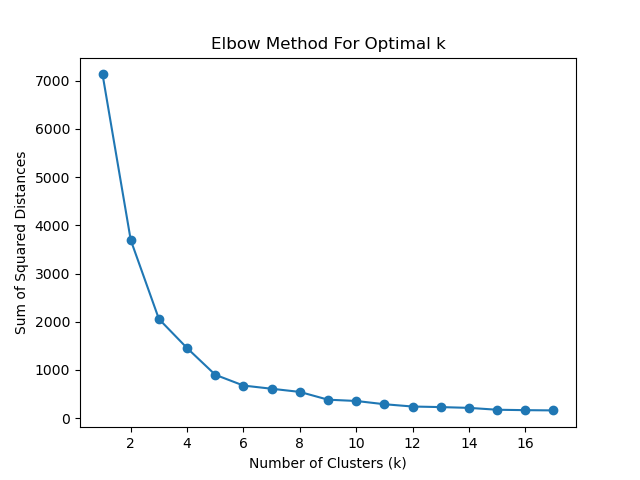 Elbow Method For Optimal k
7000
6000
5000
4000
3000
2000
1000
0
Sum of Squared Distances
2 4 6 8 10 12 14 16
Number of Clusters (k)